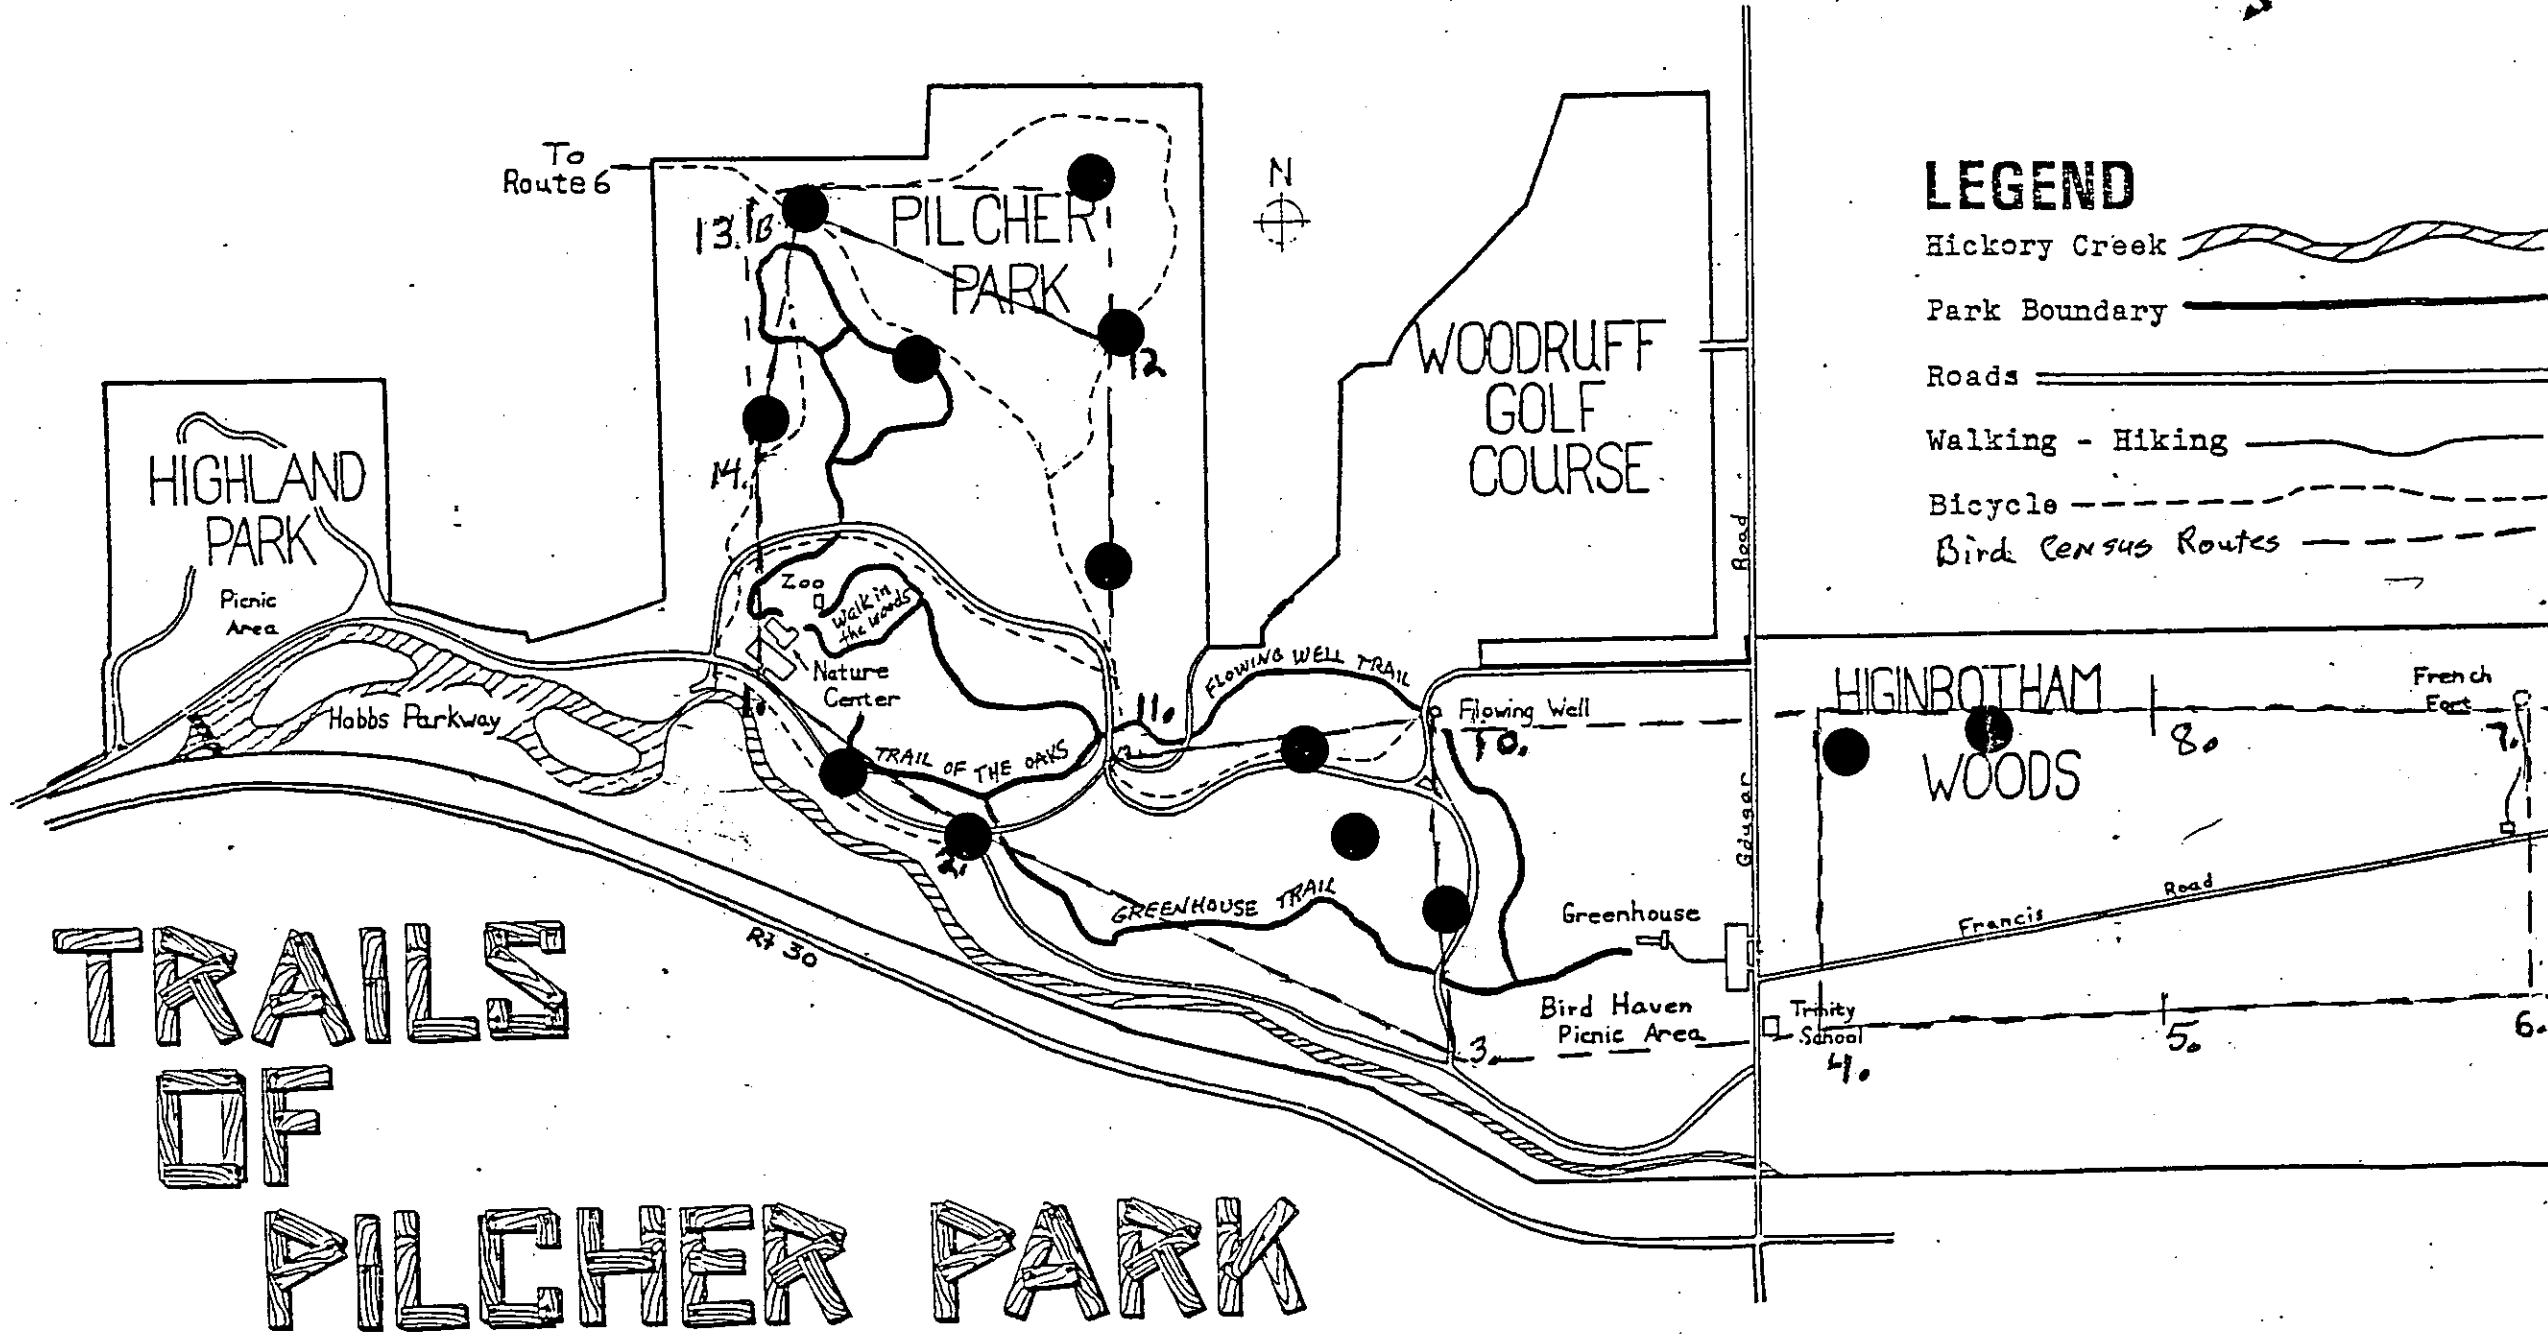 To
Route 6
N
13. B
PILCHER
PARK
12
14.
HIGHLAND
PARK
Picnic
Area
WOODRUFF
GOLF
COURSE
LEGEND
Hickory Creek
Park Boundary
Roads
Walking - Hiking
Bicycle
Bird Census Routes
Road
Zoo
Walk in
the woods
Nature
Center
Hobbs Parkway
1.
TRAIL OF THE OAKS
2.
11.
FLOWING WELL TRAIL
Flowing Well
10.
HIGINBOTHAM
WOODS
8.
French
Fort
7.
Gougar
GREENHOUSE TRAIL
Greenhouse
Francis Road
Rt 30
Bird Haven
Picnic Area
3.
Trinity
School
4.
5.
6.
TRAILS
OF
PILCHER PARK